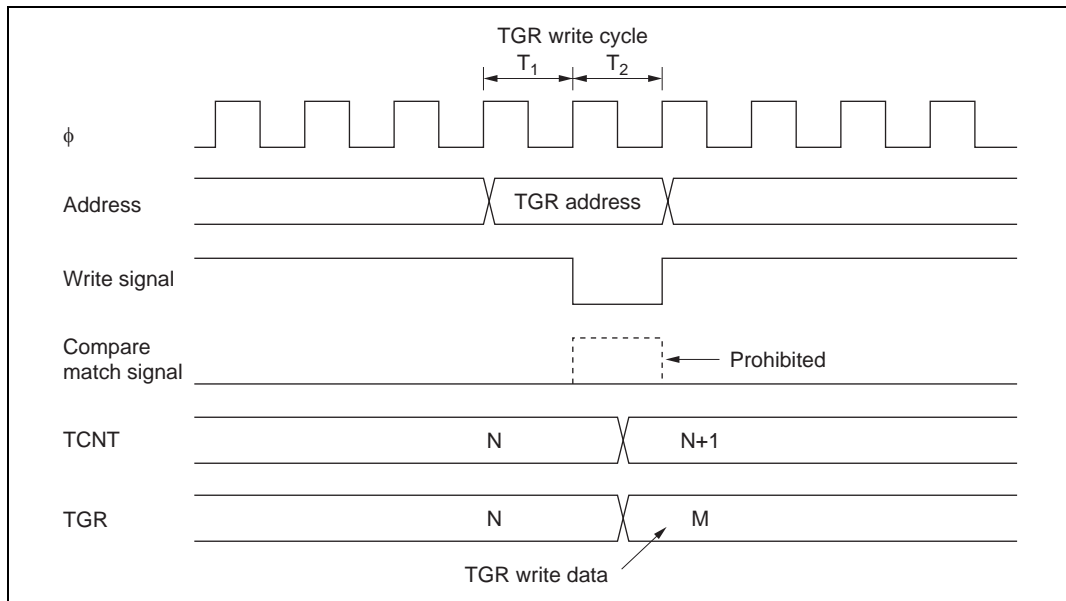 TGR write cycle
T1 T2
ϕ
Address
TGR address
Write signal
Compare
match signal
Prohibited
TCNT
N
N+1
TGR
N
M
TGR write data